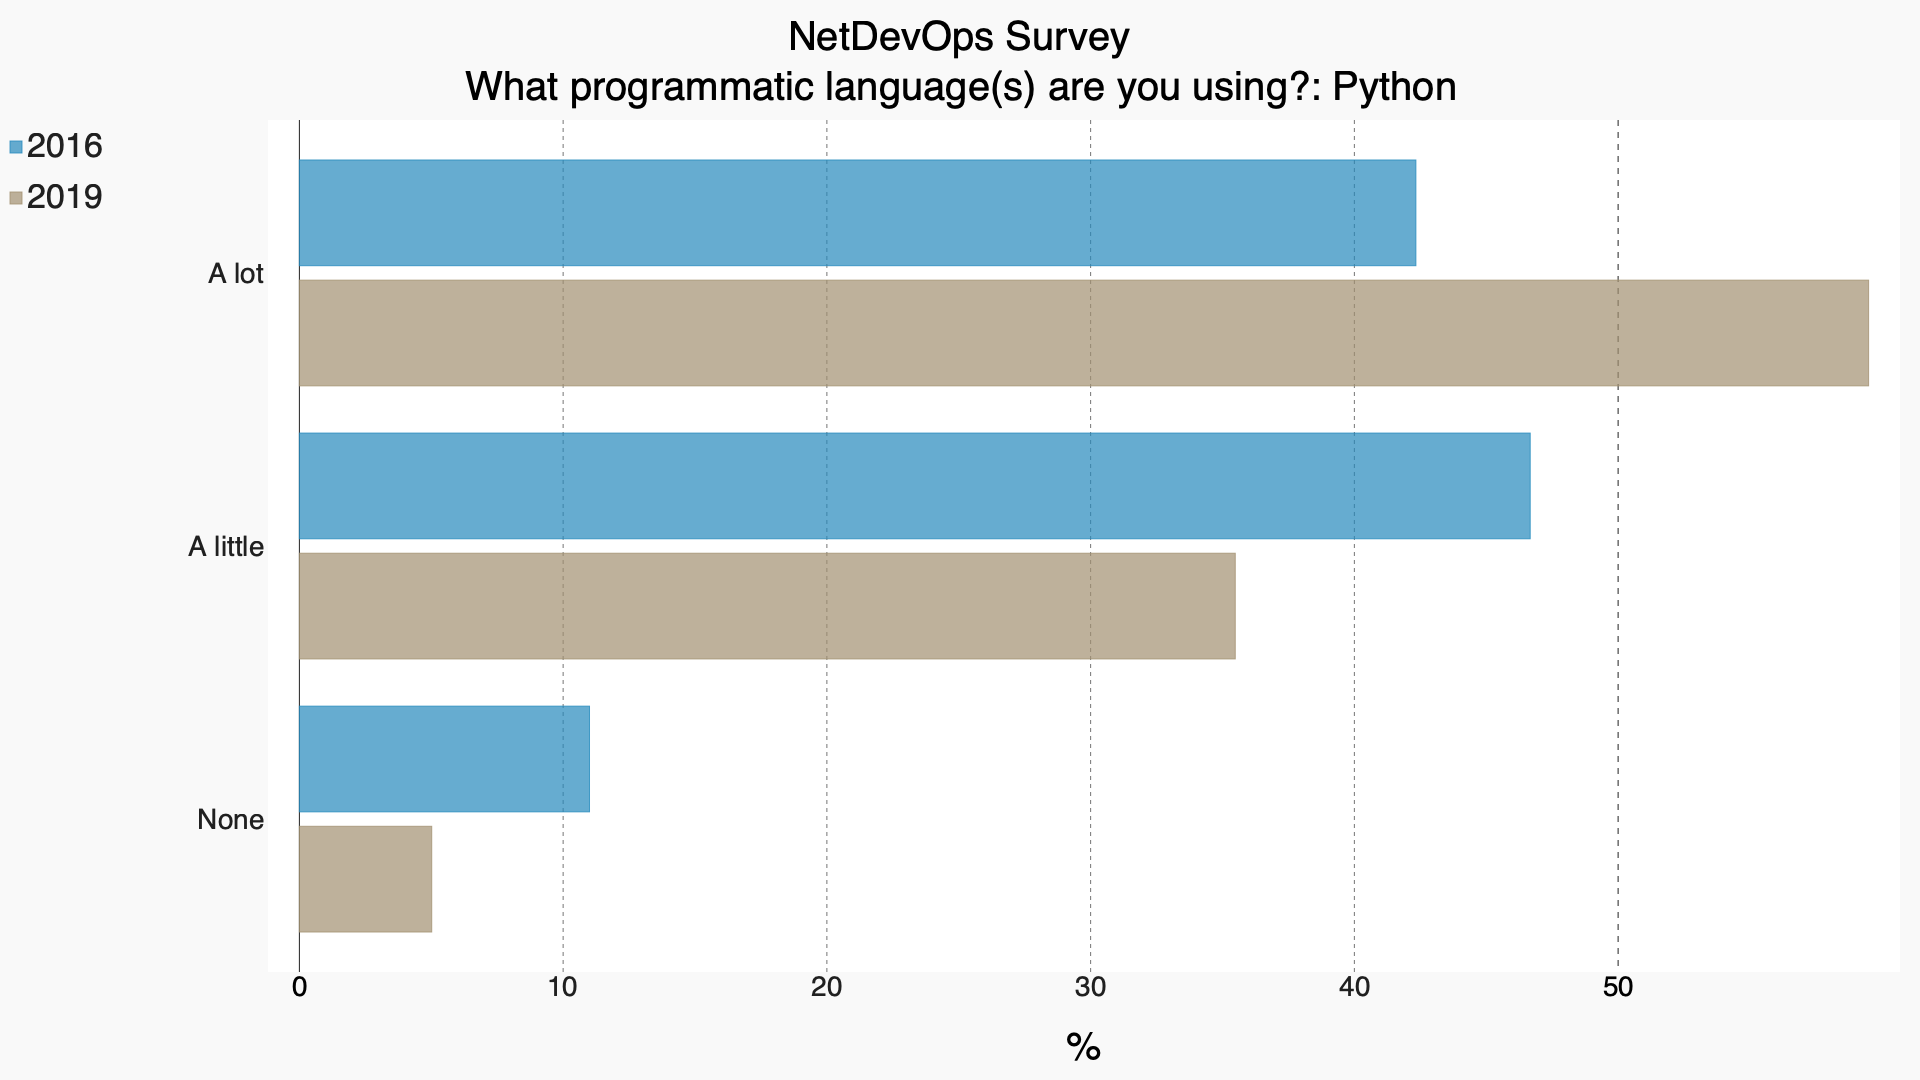 NetDevOps Survey
What programmatic language(s) are you using?: Python
2016
2019
A lot
A little
None
0 10 20 30 40 50
%